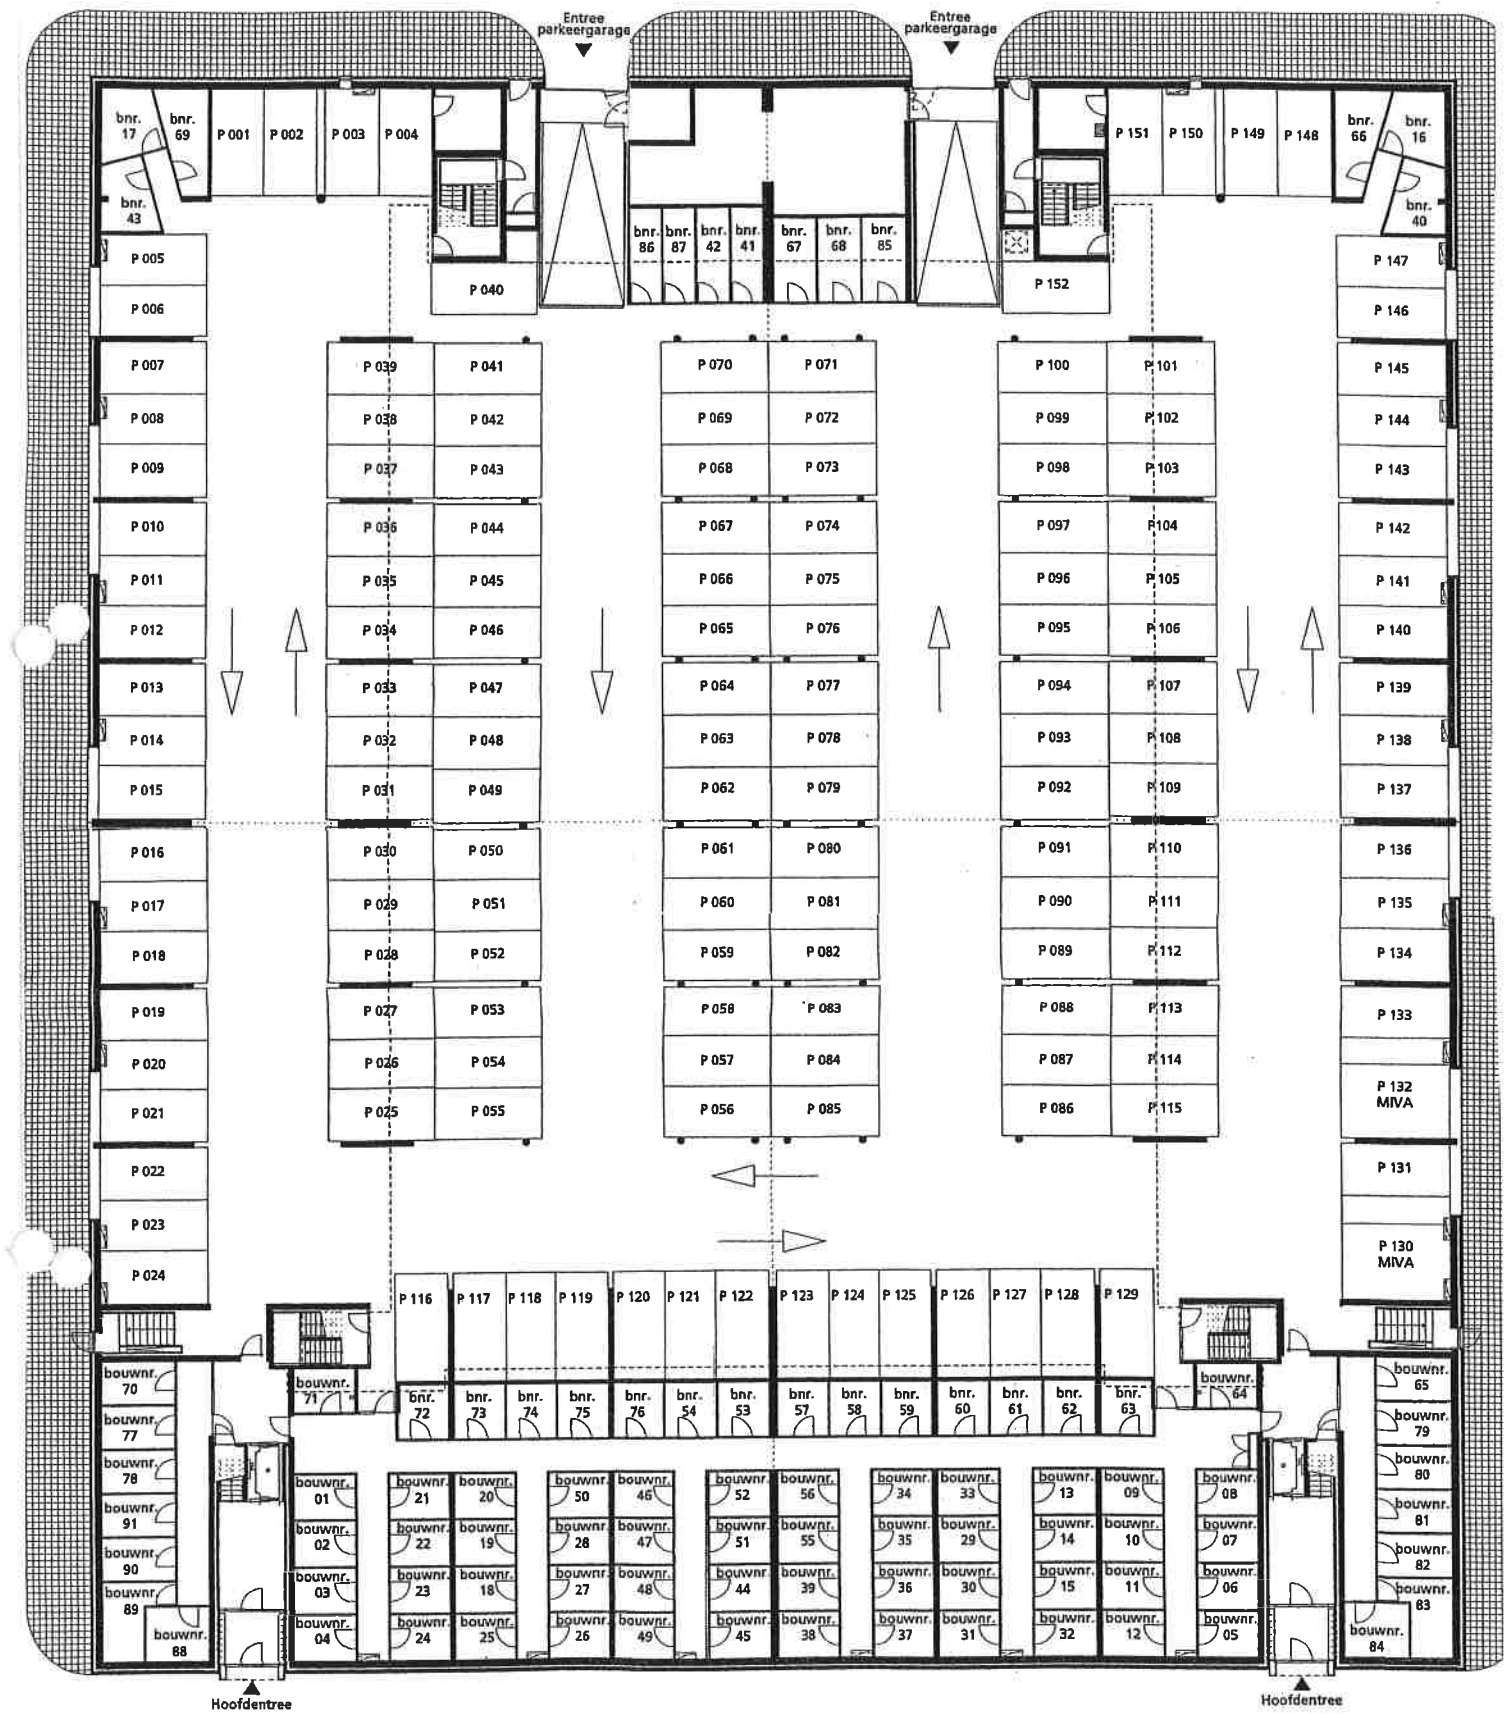 Entree
parkeergarage
Entree
parkeergarage
bnr.
17
bnr.
69
P 001
P 002
P 003
P 004
P 151
P 150
P 149
P 148
bnr.
66
bnr.
16
bnr.
43
bnr.
40
bnr.
86
bnr.
87
bnr.
42
bnr.
41
bnr.
67
bnr.
68
bnr.
85
P 005
P 006
P 040
P 152
P 147
P 146
P 007
P 039
P 041
P 070
P 071
P 100
P 101
P 145
P 008
P 038
P 042
P 069
P 072
P 099
P 102
P 144
P 009
P 037
P 043
P 068
P 073
P 098
P 103
P 143
P 010
P 036
P 044
P 067
P 074
P 097
P 104
P 142
P 011
P 035
P 045
P 066
P 075
P 096
P 105
P 141
P 012
P 034
P 046
P 065
P 076
P 095
P 106
P 140
P 013
P 033
P 047
P 064
P 077
P 094
P 107
P 139
P 014
P 032
P 048
P 063
P 078
P 093
P 108
P 138
P 015
P 031
P 049
P 062
P 079
P 092
P 109
P 137
P 016
P 030
P 050
P 061
P 080
P 091
P 110
P 136
P 017
P 029
P 051
P 060
P 081
P 090
P 111
P 135
P 018
P 028
P 052
P 059
P 082
P 089
P 112
P 134
P 019
P 027
P 053
P 058
P 083
P 088
P 113
P 133
P 020
P 026
P 054
P 057
P 084
P 087
P 114
P 132
MIVA
P 021
P 025
P 055
P 056
P 085
P 086
P 115
P 022
P 131
P 023
P 024
P 130
MIVA
P 116
P 117
P 118
P 119
P 120
P 121
P 122
P 123
P 124
P 125
P 126
P 127
P 128
P 129
bouwnr.
70
bouwnr.
71
bnr.
72
bnr.
73
bnr.
74
bnr.
75
bnr.
76
bnr.
54
bnr.
53
bnr.
57
bnr.
58
bnr.
59
bnr.
60
bnr.
61
bnr.
62
bnr.
63
bouwnr.
64
bouwnr.
65
bouwnr.
77
bouwnr.
79
bouwnr.
78
bouwnr.
80
bouwnr.
91
bouwnr.
81
bouwnr.
90
bouwnr.
82
bouwnr.
89
bouwnr.
83
bouwnr.
88
bouwnr.
84
bouwnr.
01
bouwnr.
21
bouwnr.
20
bouwnr.
50
bouwnr.
46
bouwnr.
52
bouwnr.
56
bouwnr.
34
bouwnr.
33
bouwnr.
13
bouwnr.
09
bouwnr.
08
bouwnr.
02
bouwnr.
22
bouwnr.
19
bouwnr.
28
bouwnr.
47
bouwnr.
51
bouwnr.
55
bouwnr.
35
bouwnr.
29
bouwnr.
14
bouwnr.
10
bouwnr.
07
bouwnr.
03
bouwnr.
23
bouwnr.
18
bouwnr.
27
bouwnr.
48
bouwnr.
44
bouwnr.
39
bouwnr.
36
bouwnr.
30
bouwnr.
15
bouwnr.
11
bouwnr.
06
bouwnr.
04
bouwnr.
24
bouwnr.
25
bouwnr.
26
bouwnr.
49
bouwnr.
45
bouwnr.
38
bouwnr.
37
bouwnr.
31
bouwnr.
32
bouwnr.
12
bouwnr.
05
Hoofdentree
Hoofdentree